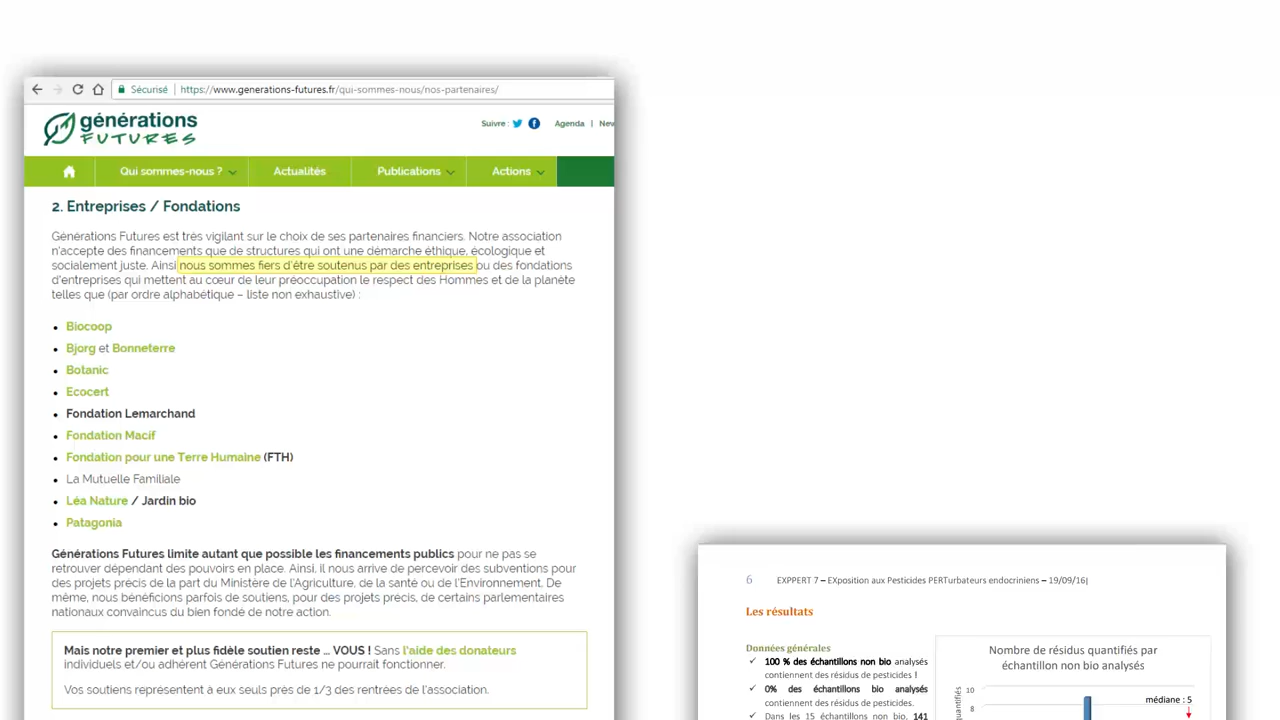 Sécurisé https://www.generations-futures.fr/qui-sommes-nous/nos-partenaires/
générations
FUTURES
Suivre : Agenda | New
Qui sommes-nous ? Actualités Publications Actions
2. Entreprises / Fondations
Générations Futures est très vigilant sur le choix de ses partenaires financiers. Notre association
n'accepte des financements que de structures qui ont une démarche éthique, écologique et
socialement juste. Ainsi nous sommes fiers d'être soutenus par des entreprises ou des fondations
d'entreprises qui mettent au cœur de leur préoccupation le respect des Hommes et de la planète
telles que (par ordre alphabétique – liste non exhaustive) :
Biocoop
Bjorg et Bonneterre
Botanic
Ecocert
Fondation Lemarchand
Fondation Macif
Fondation pour une Terre Humaine (FTH)
La Mutuelle Familiale
Léa Nature / Jardin bio
Patagonia
Générations Futures limite autant que possible les financements publics pour ne pas se
retrouver dépendant des pouvoirs en place. Ainsi, il nous arrive de percevoir des subventions pour
des projets précis de la part du Ministère de l'Agriculture, de la santé ou de l'Environnement. De
même, nous bénéficions parfois de soutiens, pour des projets précis, de certains parlementaires
nationaux convaincus du bien fondé de notre action.
Mais notre premier et plus fidèle soutien reste … VOUS ! Sans l'aide des donateurs
individuels et/ou adhérent Générations Futures ne pourrait fonctionner.
Vos soutiens représentent à eux seuls près de 1/3 des rentrées de l'association.
6 EXPPERT 7 – EXposition aux Pesticides PERTurbateurs endocriniens – 19/09/16|
Les résultats
Données générales
✓ 100 % des échantillons non bio analysés
contiennent des résidus de pesticides !
✓ 0% des échantillons bio analysés
contiennent des résidus de pesticides.
✓ Dans les 15 échantillons non bio, 141
Nombre de résidus quantifiés par
échantillon non bio analysés
médiane : 5
10
8
quantifiés